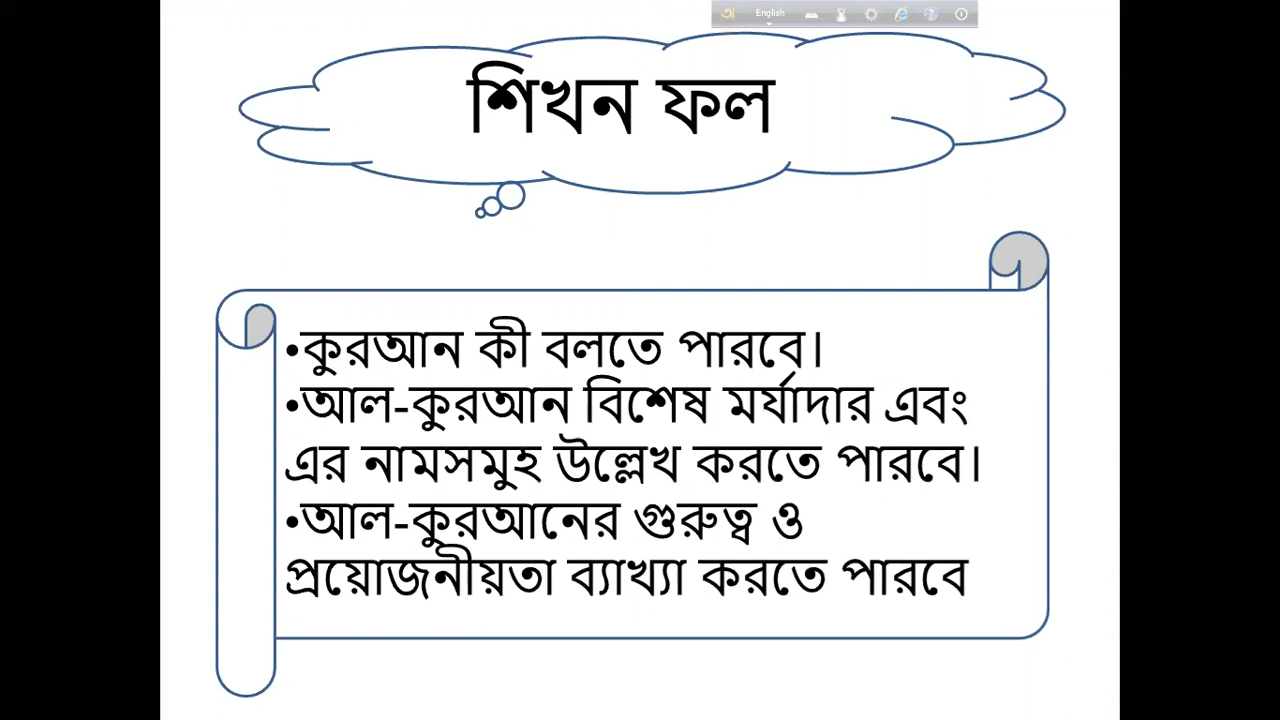 English
শিখন ফল
•কুরআন কী বলতে পারবে।
•আল-কুরআন বিশেষ মর্যাদার এবং
এর নামসমুহ উল্লেখ করতে পারবে।
•আল-কুরআনের গুরুত্ব ও
প্রয়োজনীয়তা ব্যাখ্যা করতে পারবে